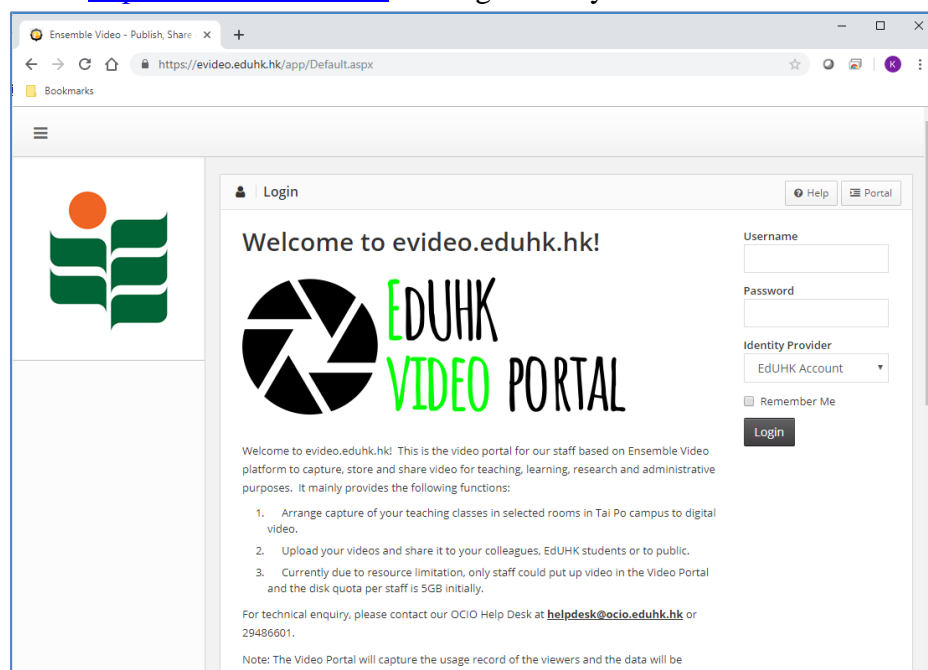 Ensemble Video - Publish, Share
https://evideo.eduhk.hk/app/Default.aspx
K
Bookmarks
Login
Help
Portal
Welcome to evideo.eduhk.hk!
EDUHK
VIDEO PORTAL
Username
Password
Identity Provider
EdUHK Account
Remember Me
Login
Welcome to evideo.eduhk.hk! This is the video portal for our staff based on Ensemble Video
platform to capture, store and share video for teaching, learning, research and administrative
purposes. It mainly provides the following functions:
1. Arrange capture of your teaching classes in selected rooms in Tai Po campus to digital
video.
2. Upload your videos and share it to your colleagues, EdUHK students or to public.
3. Currently due to resource limitation, only staff could put up video in the Video Portal
and the disk quota per staff is 5GB initially.
For technical enquiry, please contact our OCIO Help Desk at helpdesk@ocio.eduhk.hk or
29486601.
Note: The Video Portal will capture the usage record of the viewers and the data will be